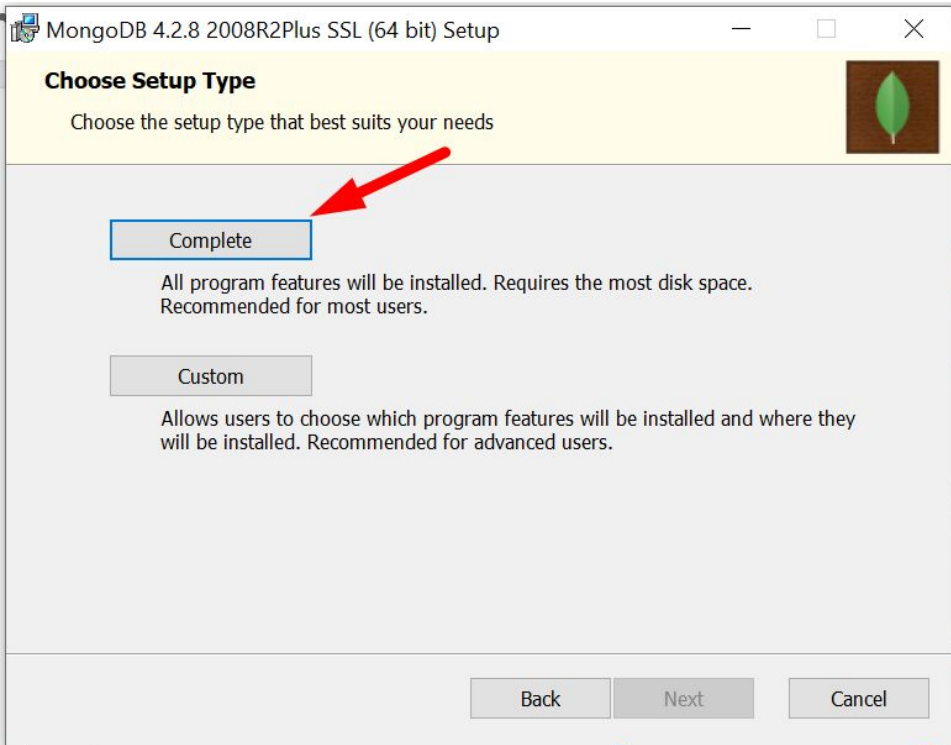 MongoDB 4.2.8 2008R2Plus SSL (64 bit) Setup
Choose Setup Type
Choose the setup type that best suits your needs
Complete
All program features will be installed. Requires the most disk space.
Recommended for most users.
Custom
Allows users to choose which program features will be installed and where they
will be installed. Recommended for advanced users.
Back
Next
Cancel